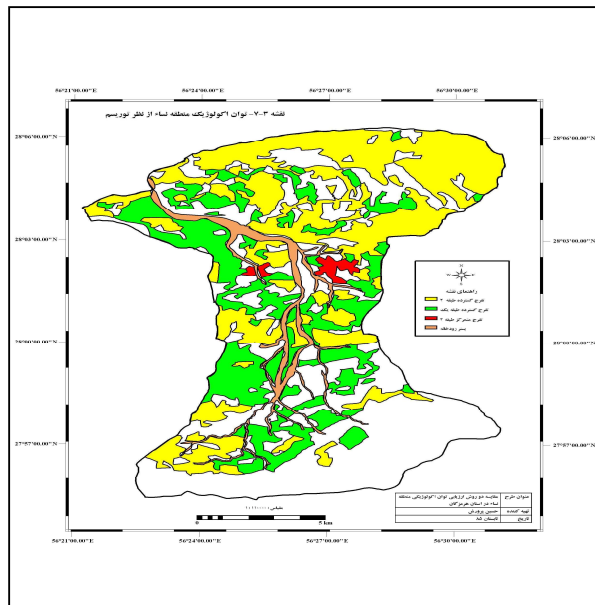 56°21'00.00"E 56°24'00.00"E 56°27'00.00"E 56°30'00.00"E
نقشه ۳-۷- توان اکولوژیک منطقه نساء از نظر توریسم
28°06'00.00"N 28°06'00.00"N
28°03'00.00"N 28°03'00.00"N
N
W E
S
راهنمای نقشه
تفرج گسترده طبقه ۲
تفرج گسترده طبقه یک
تفرج متمرکز طبقه ۲
بستر رودخانه
27°57'00.00"N 27°57'00.00"N
عنوان طرح مقایسه دو روش ارزیابی توان اکولوژیکی منطقه
نساء در استان هرمزگان
تهیه کننده حسین پرورش
تاریخ تابستان
مقیاس:
0 5 km
56°21'00.00"E 56°24'00.00"E 56°27'00.00"E 56°30'00.00"E